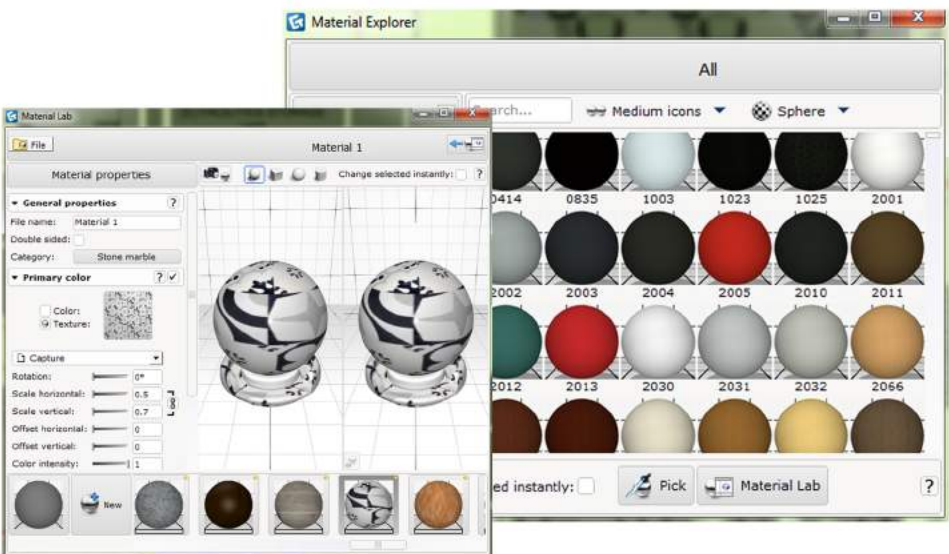 Material Explorer
All
Medium icons
Sphere
0414
0835
1003
1023
1025
2001
2002
2003
2004
2005
2010
2011
2012
2013
2030
2031
2032
2066
ed instantly:
Pick
Material Lab
?
Material Lab
File
Material 1
Material properties
Change selected instantly:
?
General properties
?
File name:
Material 1
Double sided:
Category:
Stone marble
Primary color
?
Color:
Texture:
Capture
Rotation:
0°
Scale horizontal:
0.5
Scale vertical:
0.7
Offset horizontal:
0
Offset vertical:
0
Color intensity:
1
New